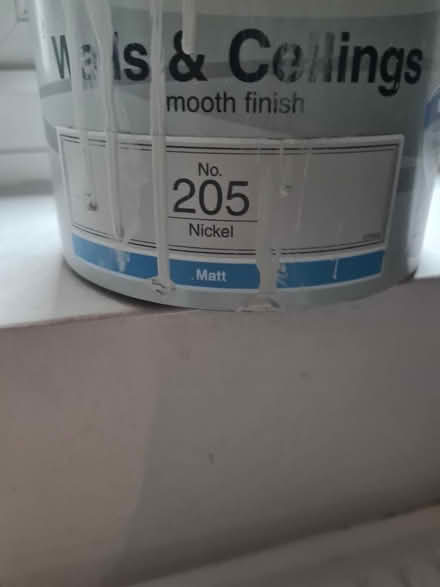 Walls & Ceilings
mooth finish
No.
205
Nickel
Matt